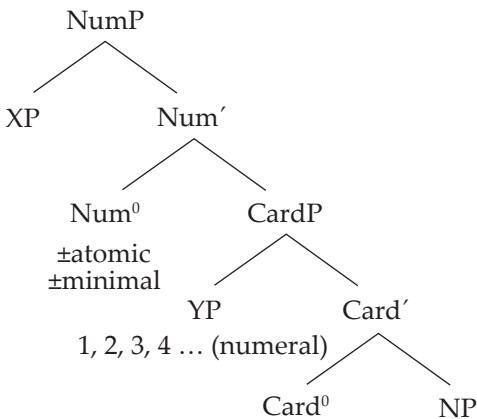 NumP
XP Num´
Num⁰ CardP
±atomic
±minimal
YP Card´
1, 2, 3, 4 … (numeral)
Card⁰ NP